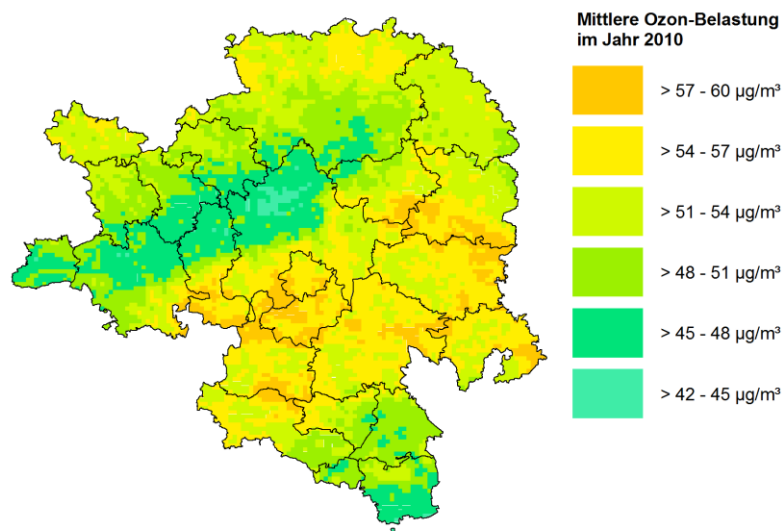 Mittlere Ozon-Belastung
im Jahr 2010
> 57 - 60 µg/m³
> 54 - 57 µg/m³
> 51 - 54 µg/m³
> 48 - 51 µg/m³
> 45 - 48 µg/m³
> 42 - 45 µg/m³